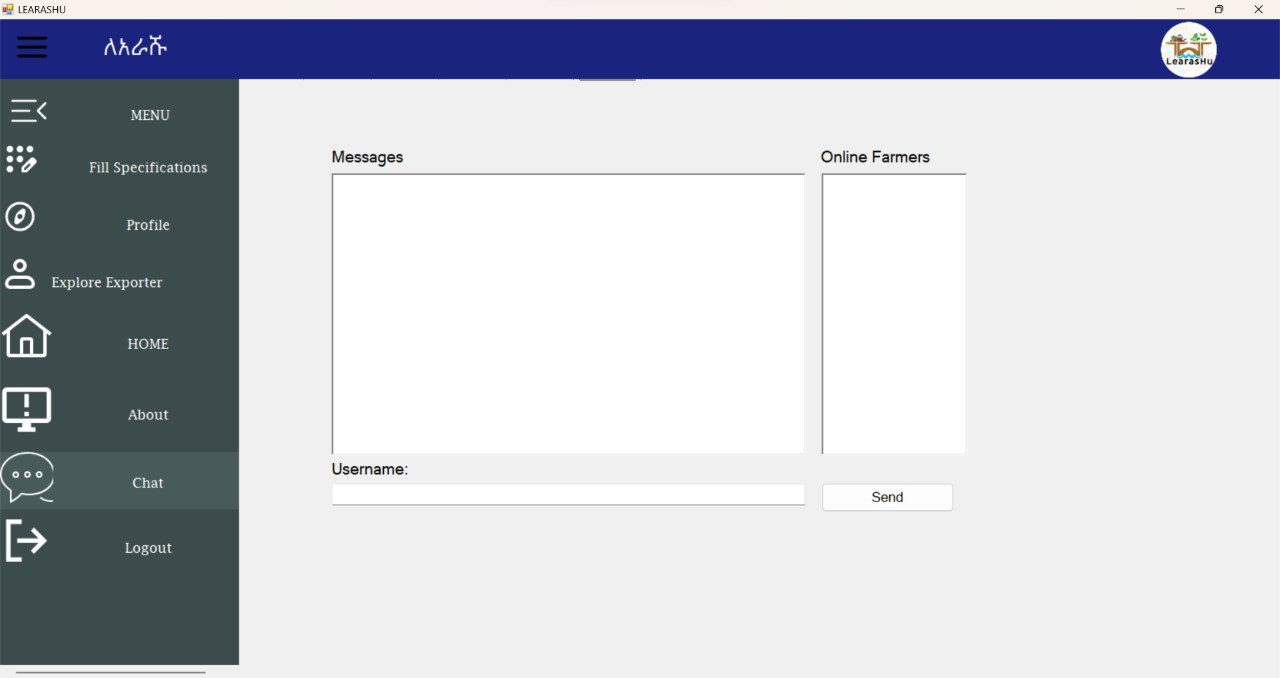 LEARASHU
ለአራሹ
LearasHu
MENU
Fill Specifications
Profile
Explore Exporter
HOME
About
Chat
Logout
Messages
Online Farmers
Username:
Send